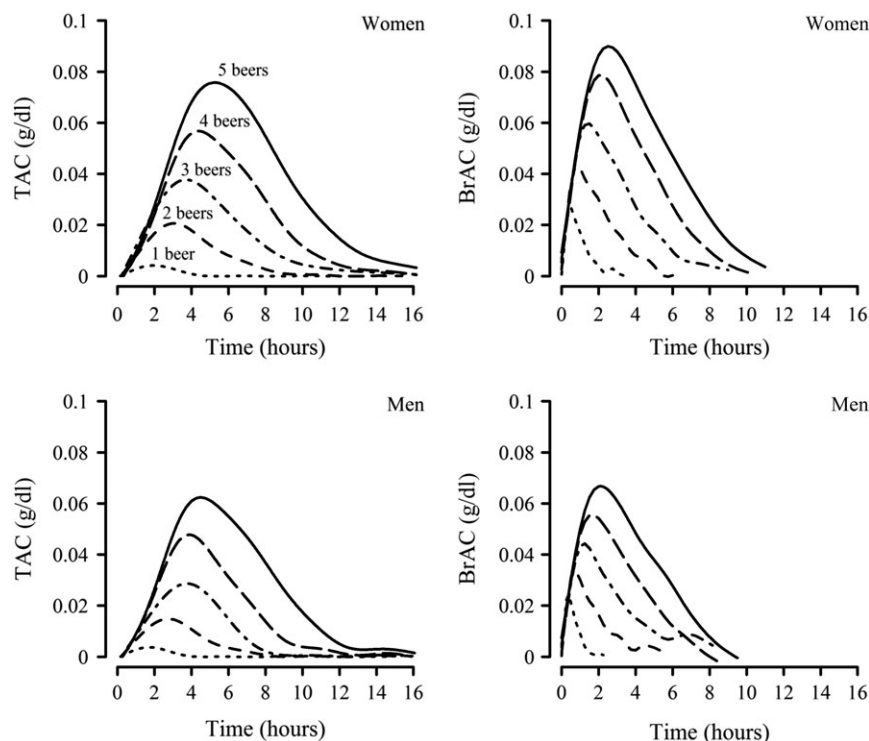 Women
TAC (g/dl)
0.1
0.08
0.06
0.04
0.02
0
5 beers
4 beers
3 beers
2 beers
1 beer
0 2 4 6 8 10 12 14 16
Time (hours)
Women
BrAC (g/dl)
0.1
0.08
0.06
0.04
0.02
0
0 2 4 6 8 10 12 14 16
Time (hours)
Men
TAC (g/dl)
0.1
0.08
0.06
0.04
0.02
0
0 2 4 6 8 10 12 14 16
Time (hours)
Men
BrAC (g/dl)
0.1
0.08
0.06
0.04
0.02
0
0 2 4 6 8 10 12 14 16
Time (hours)